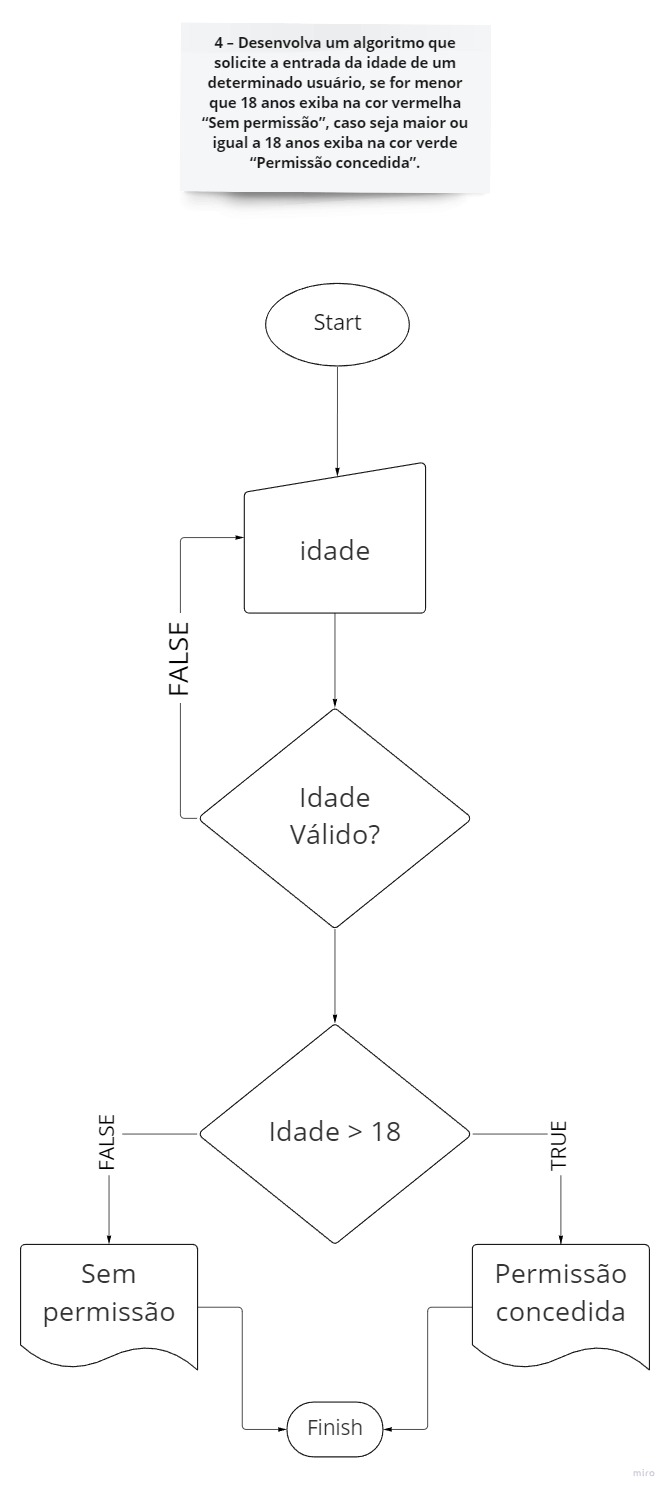 4 – Desenvolva um algoritmo que
solicite a entrada da idade de um
determinado usuário, se for menor
que 18 anos exiba na cor vermelha
“Sem permissão”, caso seja maior ou
igual a 18 anos exiba na cor verde
“Permissão concedida”.
Start
idade
FALSE
Idade
Válido?
Idade > 18
FALSE
TRUE
Sem
permissão
Permissão
concedida
Finish
miro